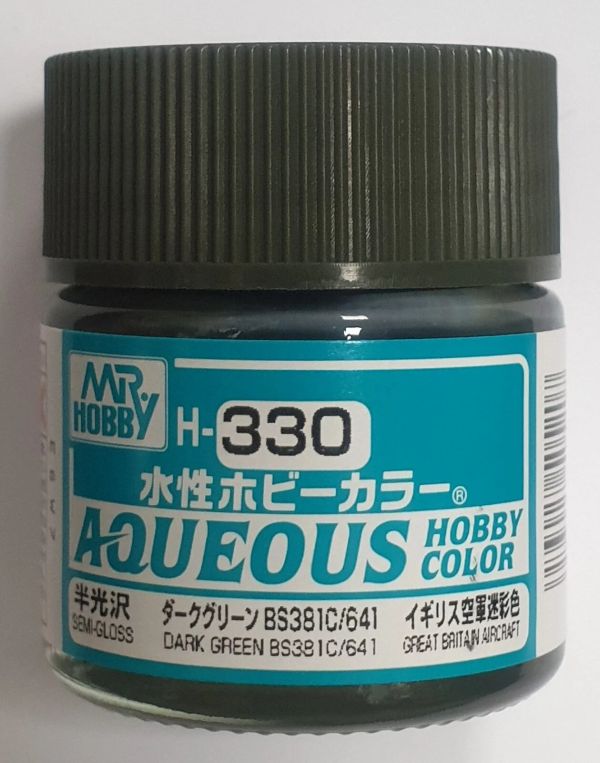 MR.
HOBBY
H-330
水性ホビーカラー®
AQUEOUS HOBBY
COLOR
半光沢
SEMI-GLOSS
ダークグリーン BS381C/641
DARK GREEN BS381C/641
イギリス空軍迷彩色
GREAT BRITAIN AIRCRAFT